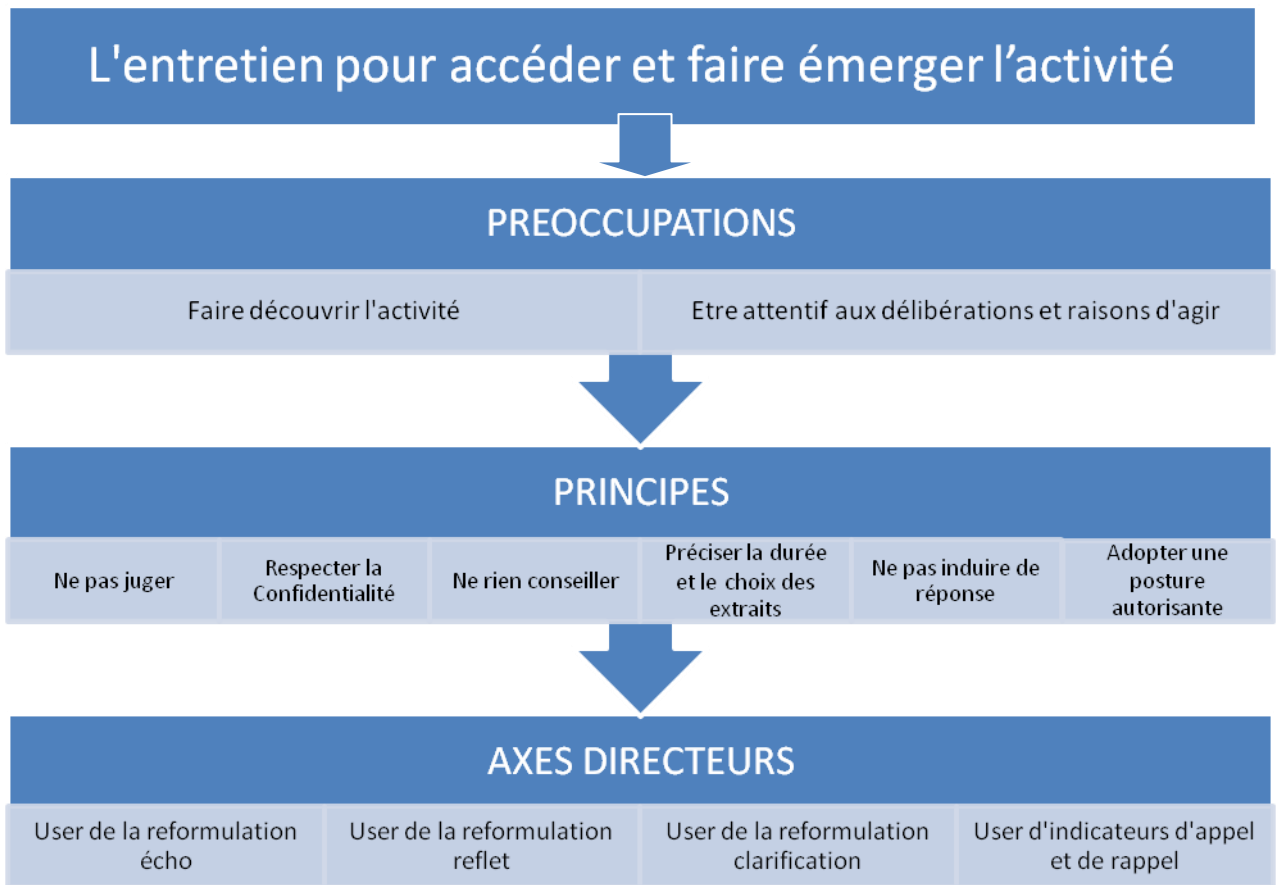 L'entretien pour accéder et faire émerger l’activité
PREOCCUPATIONS
Faire découvrir l'activité
Etre attentif aux délibérations et raisons d'agir
PRINCIPES
Ne pas juger
Respecter la
Confidentialité
Ne rien conseiller
Préciser la durée
et le choix des
extraits
Ne pas induire de
réponse
Adopter une
posture
autorisante
AXES DIRECTEURS
User de la reformulation
écho
User de la reformulation
reflet
User de la reformulation
clarification
User d'indicateurs d'appel
et de rappel